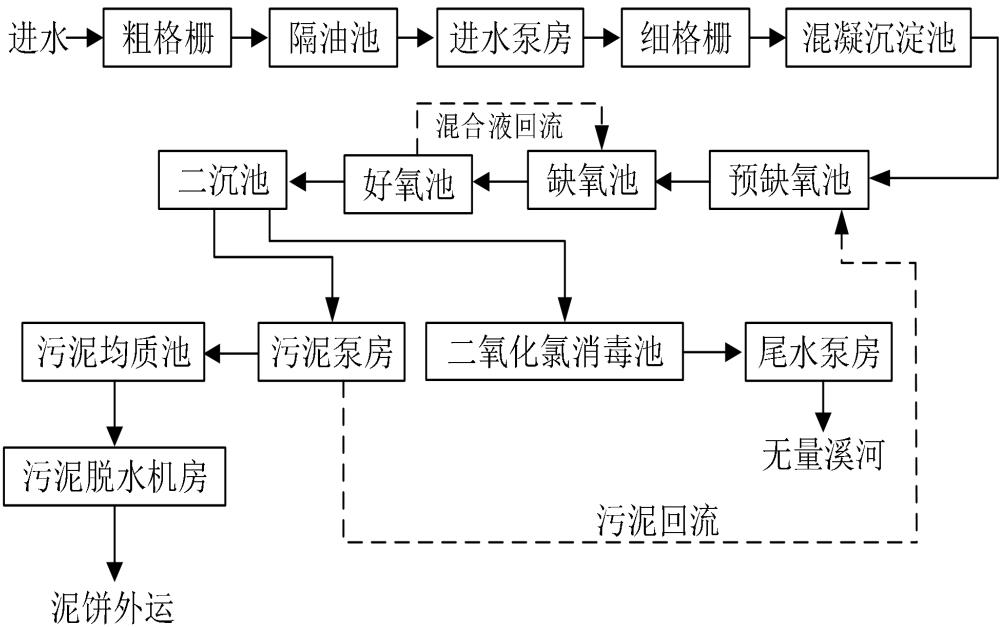 进水
粗格栅
隔油池
进水泵房
细格栅
混凝沉淀池
混合液回流
二沉池
好氧池
缺氧池
预缺氧池
污泥均质池
污泥泵房
二氧化氯消毒池
尾水泵房
无量溪河
污泥脱水机房
污泥回流
泥饼外运